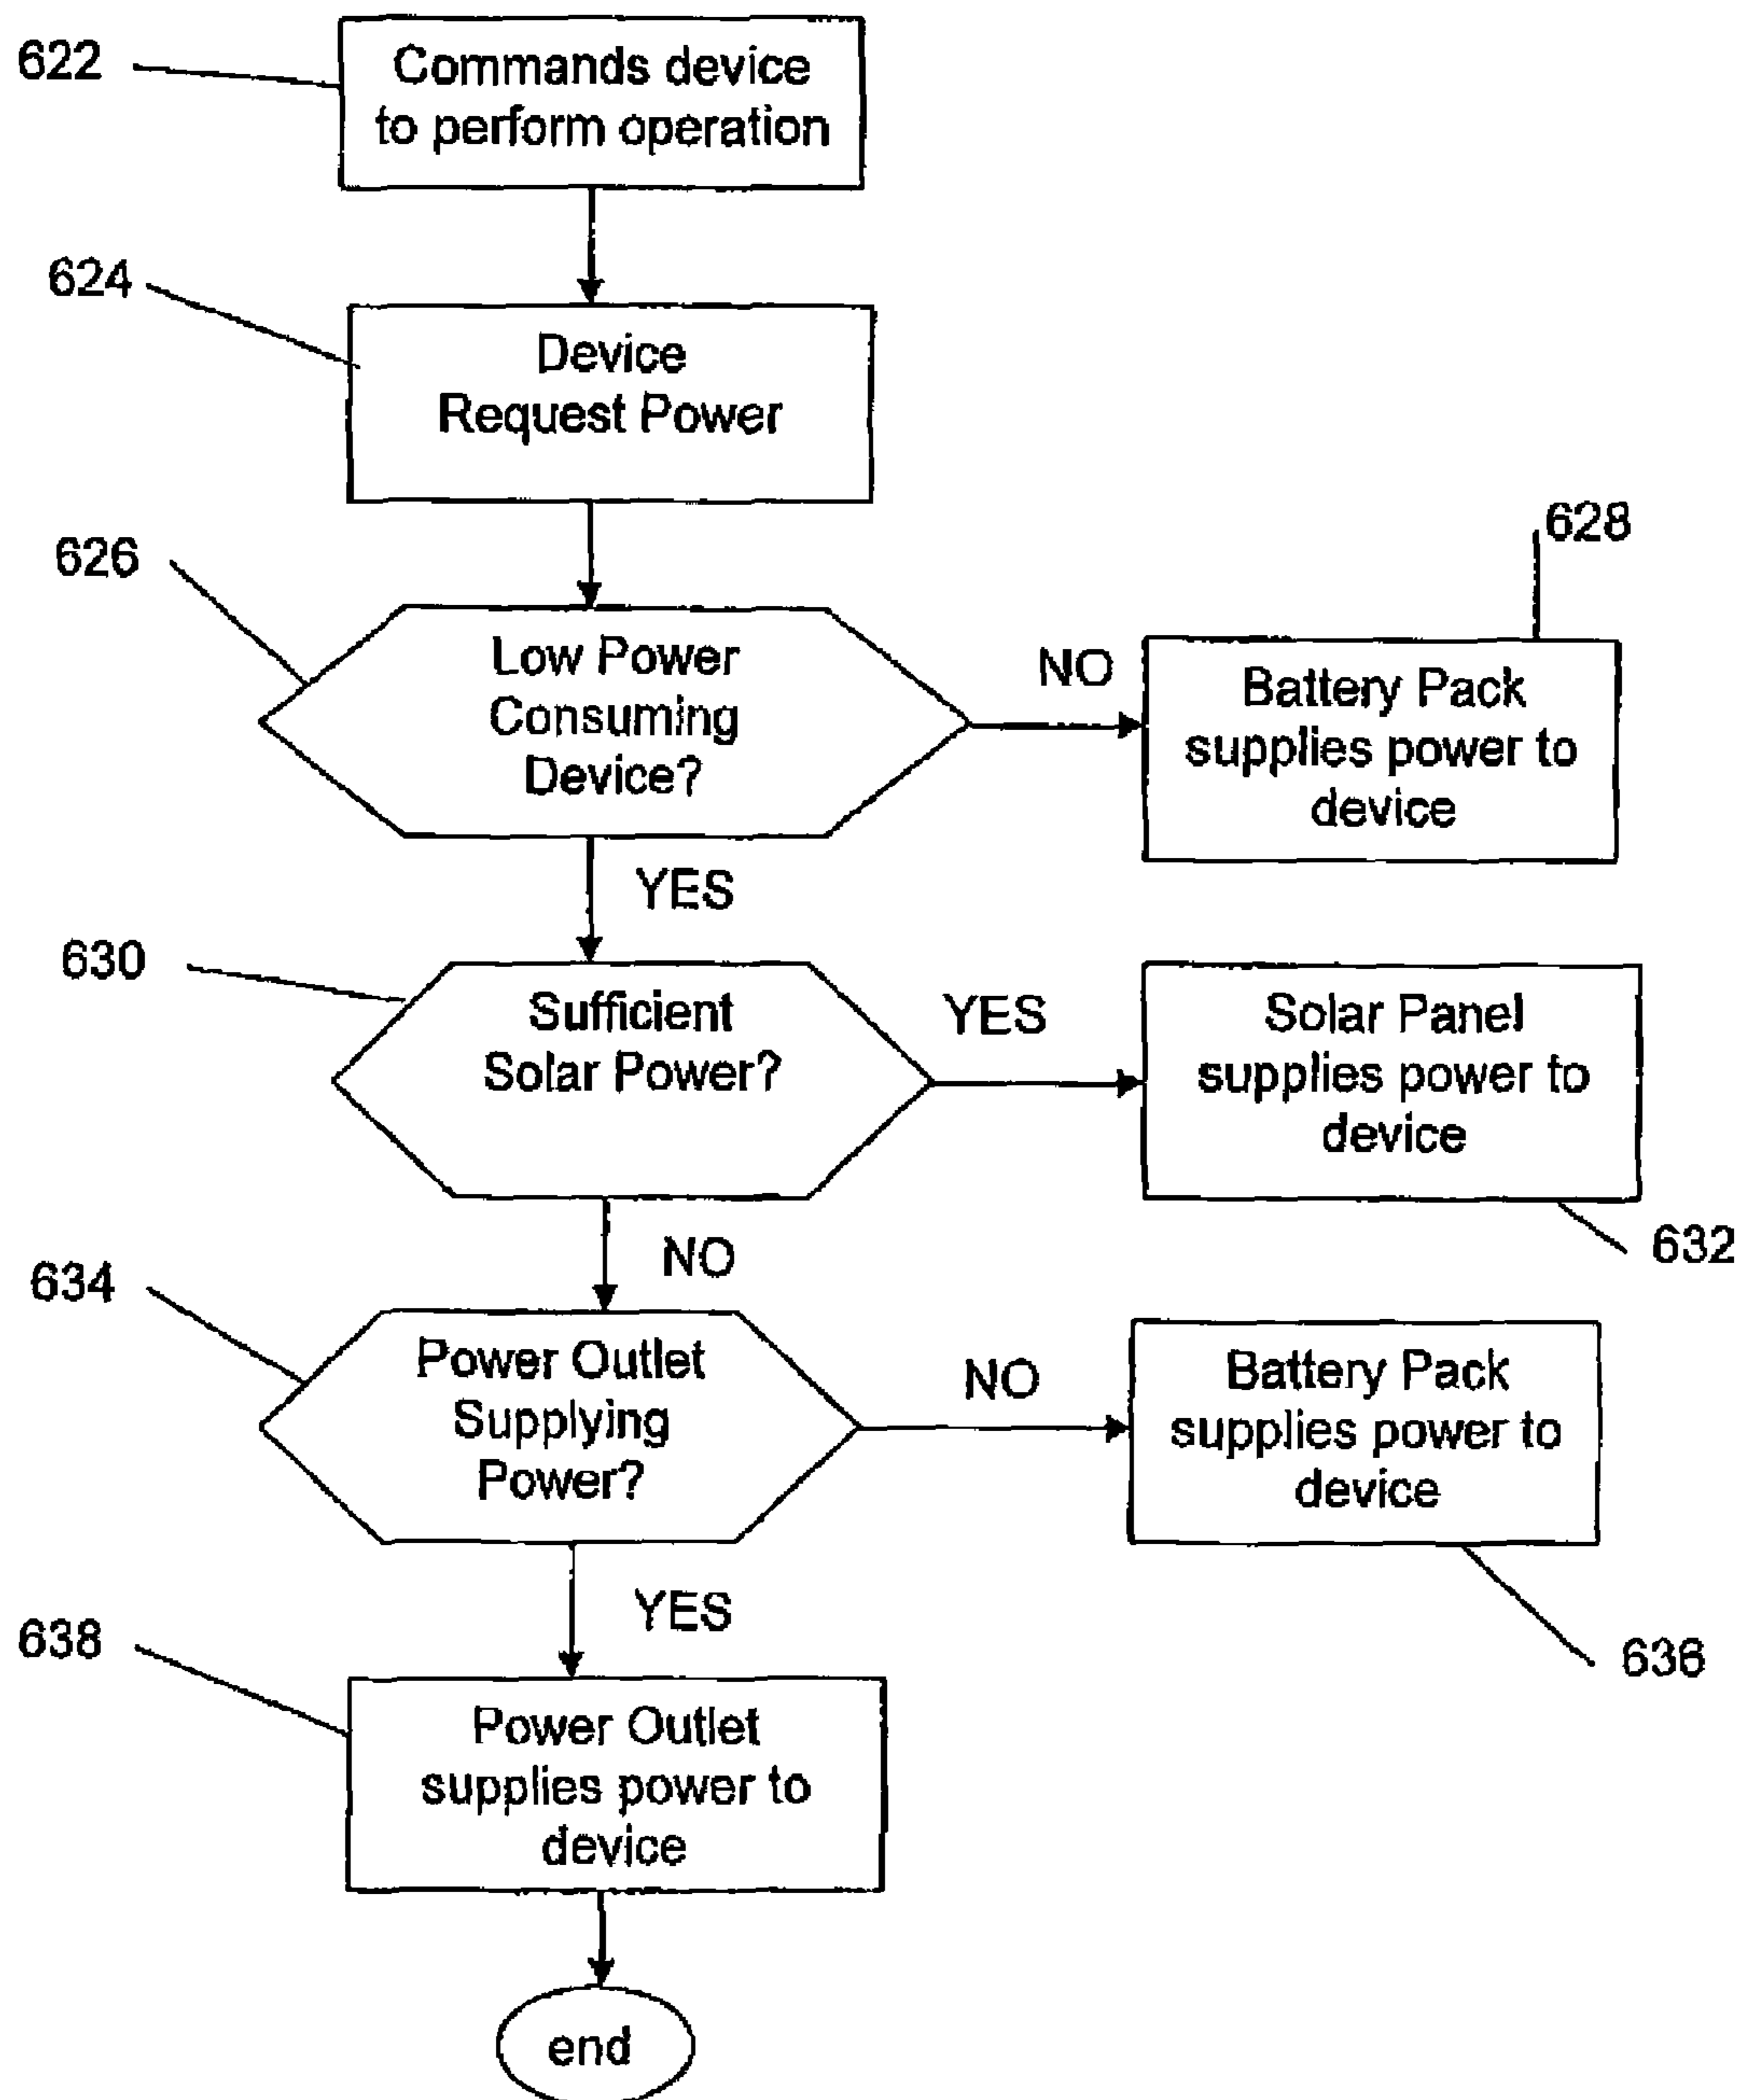 622
Commands device
to perform operation
624
Device
Request Power
626
Low Power
Consuming
Device?
NO
628
Battery Pack
supplies power to
device
YES
630
Sufficient
Solar Power?
YES
Solar Panel
supplies power to
device
632
NO
634
Power Outlet
Supplying
Power?
NO
Battery Pack
supplies power to
device
636
YES
638
Power Outlet
supplies power to
device
end